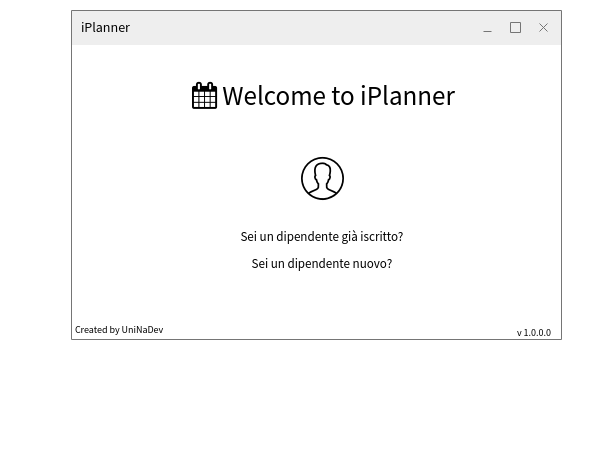 iPlanner
Welcome to iPlanner
Sei un dipendente già iscritto?
Sei un dipendente nuovo?
Created by UniNaDev
v 1.0.0.0